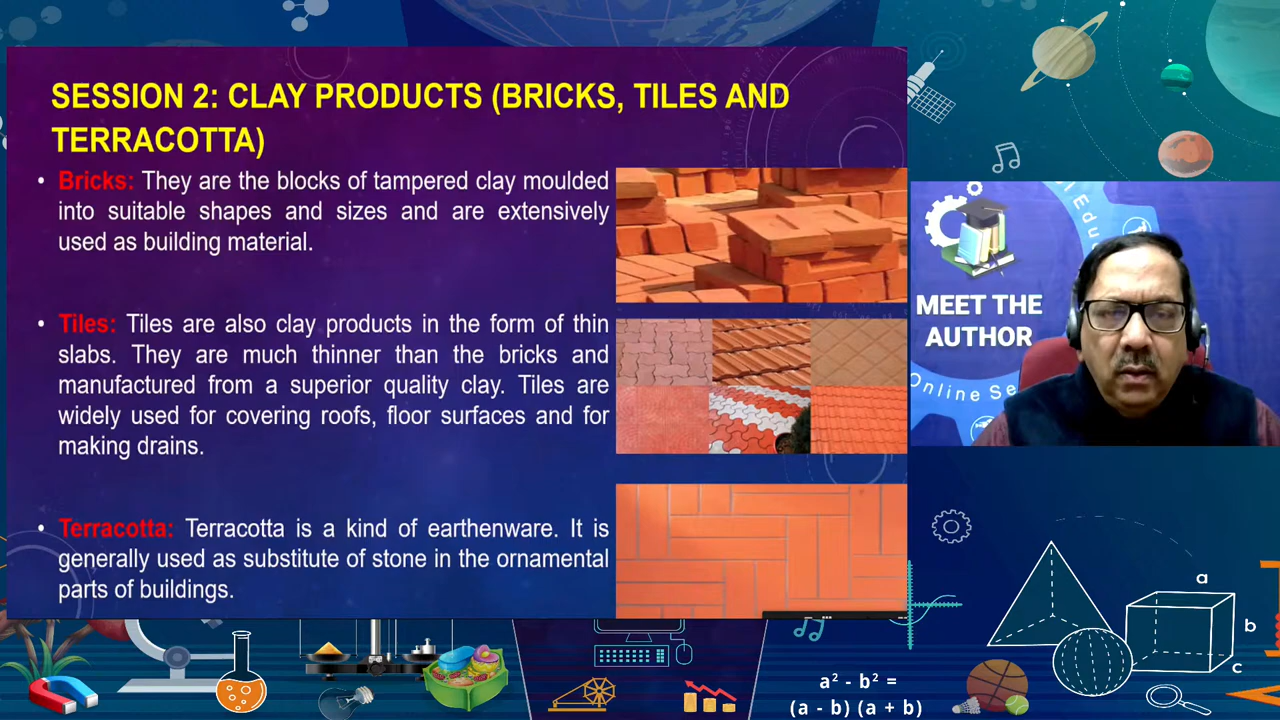 SESSION 2: CLAY PRODUCTS (BRICKS, TILES AND
TERRACOTTA)
• Bricks: They are the blocks of tampered clay moulded
into suitable shapes and sizes and are extensively
used as building material.
• Tiles: Tiles are also clay products in the form of thin
slabs. They are much thinner than the bricks and
manufactured from a superior quality clay. Tiles are
widely used for covering roofs, floor surfaces and for
making drains.
• Terracotta: Terracotta is a kind of earthenware. It is
generally used as substitute of stone in the ornamental
parts of buildings.
MEET THE
AUTHOR
Online
a
b
c
a² - b² =
(a - b) (a + b)